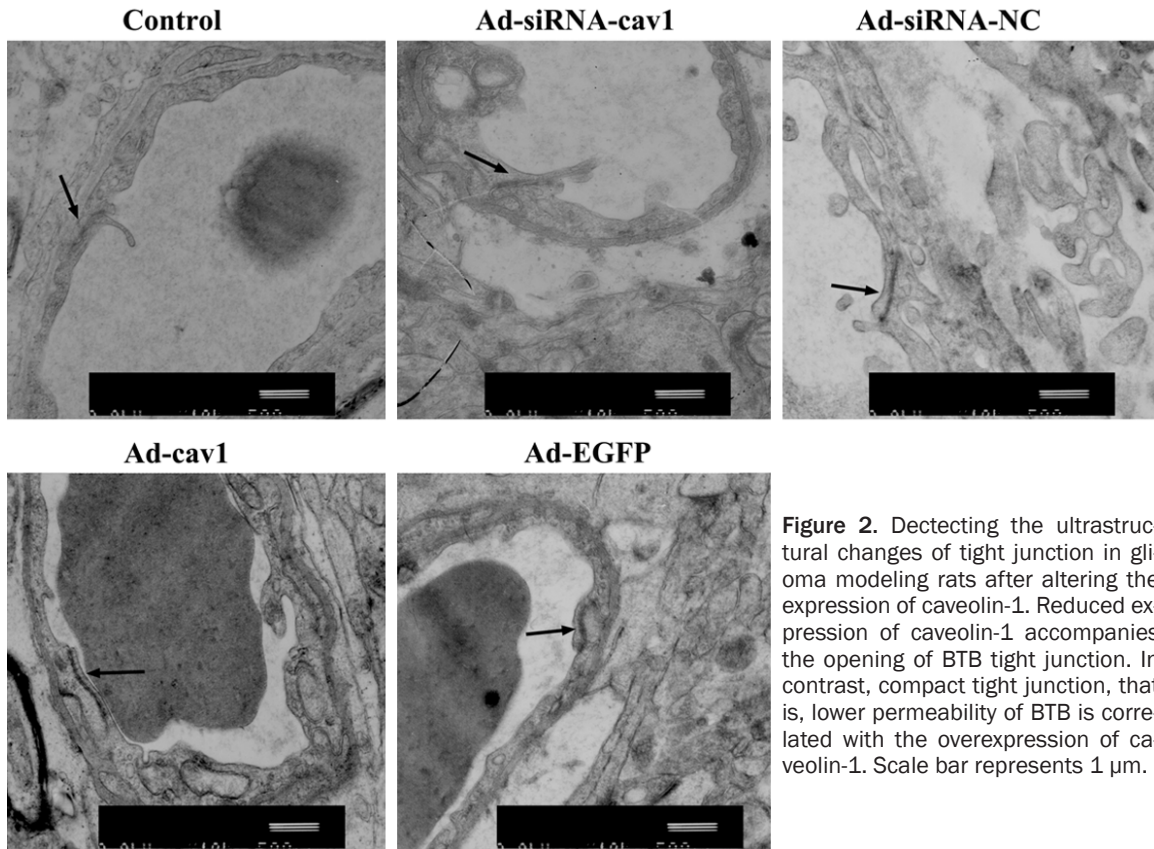 Control
Ad-siRNA-cav1
Ad-siRNA-NC
Ad-cav1
Ad-EGFP
Figure 2. Dectecting the ultrastruc-
tural changes of tight junction in gli-
oma modeling rats after altering the
expression of caveolin-1. Reduced ex-
pression of caveolin-1 accompanies
the opening of BTB tight junction. In
contrast, compact tight junction, that
is, lower permeability of BTB is corre-
lated with the overexpression of ca-
veolin-1. Scale bar represents 1 µm.